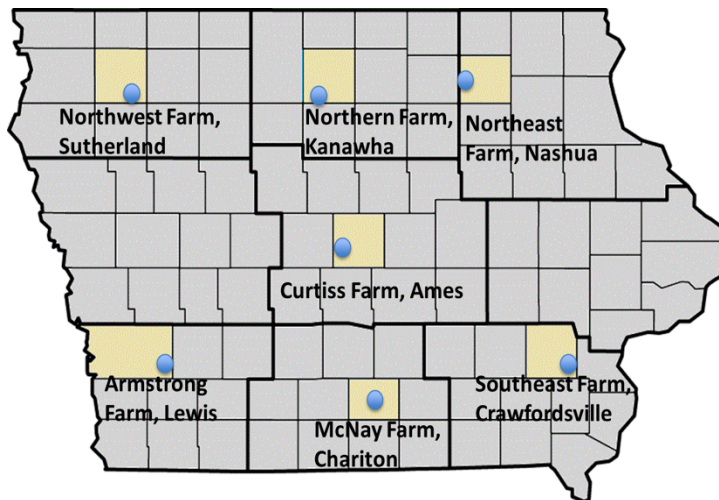 Northwest Farm,
Sutherland
Northern Farm,
Kanawha
Northeast
Farm, Nashua
Curtiss Farm, Ames
Armstrong
Farm, Lewis
McNay Farm,
Chariton
Southeast Farm,
Crawfordsville